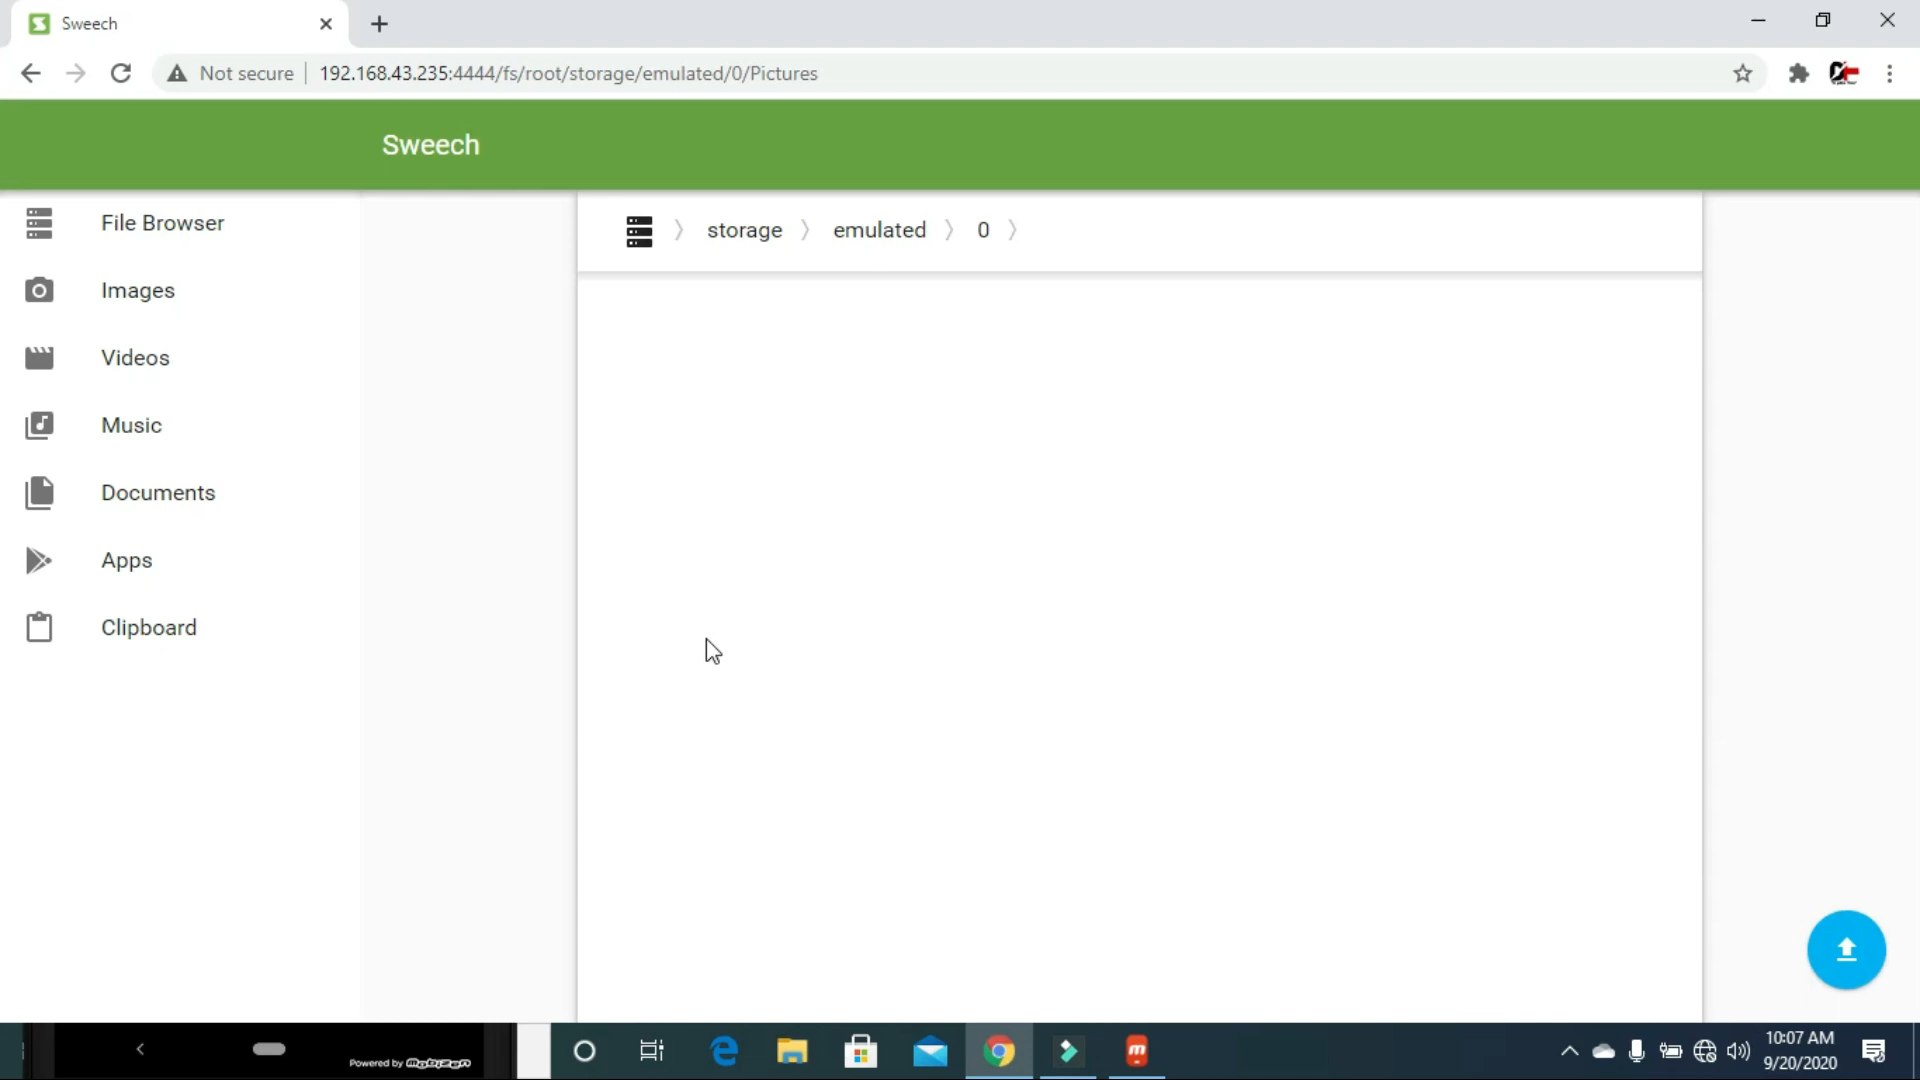 Sweech
Not secure 192.168.43.235:4444/fs/root/storage/emulated/0/Pictures
Sweech
storage emulated 0
File Browser
Images
Videos
Music
Documents
Apps
Clipboard
Powered by Mobizen
10:07 AM
9/20/2020